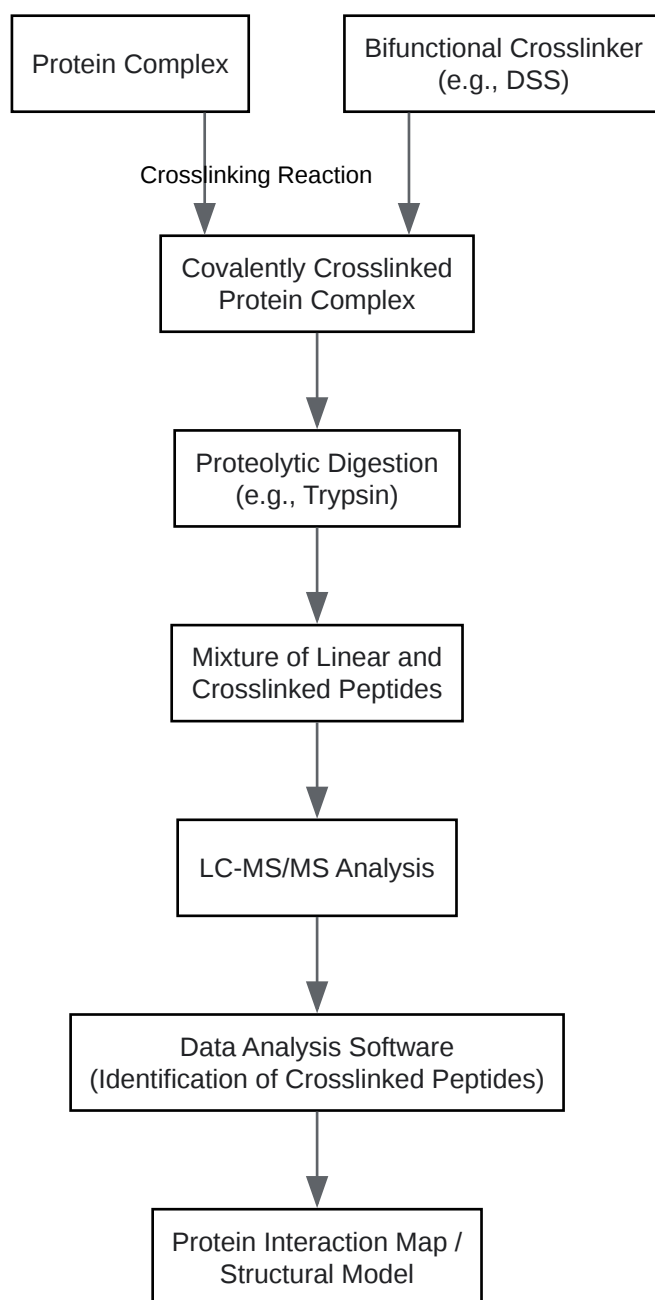 Protein Complex
Bifunctional Crosslinker
(e.g., DSS)
Crosslinking Reaction
Covalently Crosslinked
Protein Complex
Proteolytic Digestion
(e.g., Trypsin)
Mixture of Linear and
Crosslinked Peptides
LC-MS/MS Analysis
Data Analysis Software
(Identification of Crosslinked Peptides)
Protein Interaction Map /
Structural Model